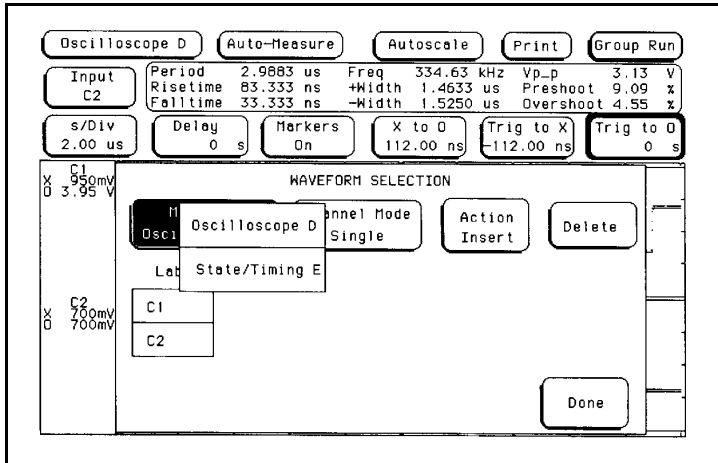 Oscilloscope D Auto-Measure Autoscale Print Group Run
Input C2
Period 2.9883 us Freq 334.63 kHz Vp_p 3.13 V
Risetime 83.333 ns +Width 1.4633 us Preshoot 9.09 %
Falltime 33.333 ns -Width 1.5250 us Overshoot 4.55 %
s/Div Delay Markers X to O Trig to X Trig to O
2.00 us 0 s On 112.00 ns -112.00 ns 0 s
C1
X 950mV
O 3.95 V
WAVEFORM SELECTION
M Oscilloscope D annel Mode Action Delete
Osci Single Insert
Lab State/Timing E
C1
C2
C2
X 700mV
O 700mV
Done